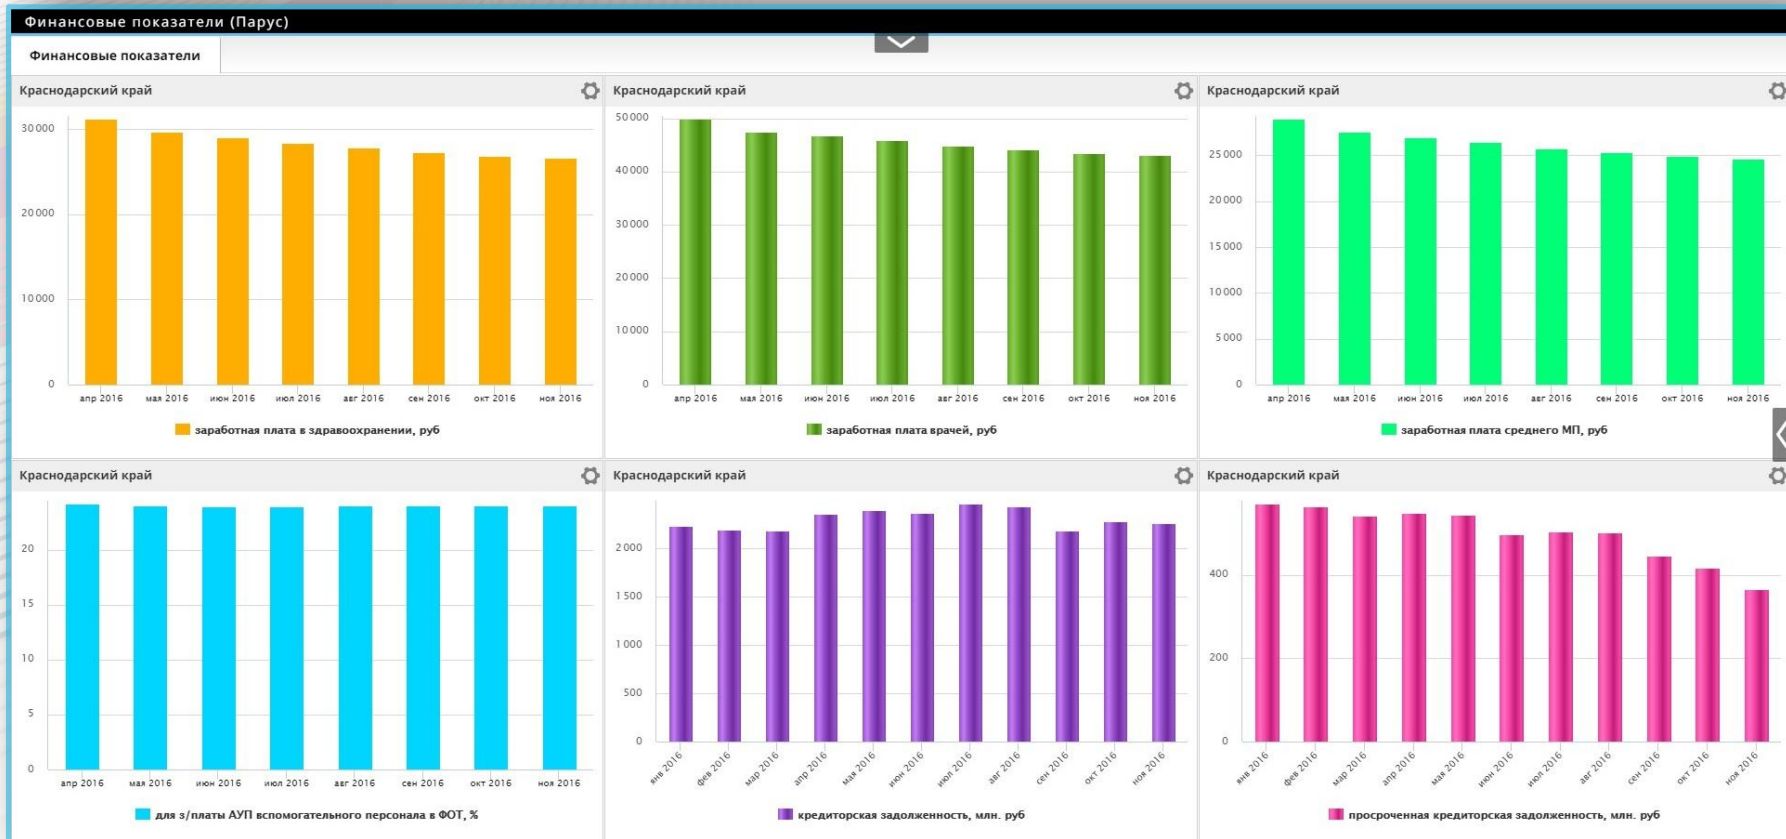 Финансовые показатели (Парус)
Финансовые показатели
Краснодарский край
30000
20000
10000
0
апр 2016 мая 2016 июн 2016 июл 2016 авг 2016 сен 2016 окт 2016 ноя 2016
заработная плата в здравоохранении, руб
Краснодарский край
50000
40000
30000
20000
10000
0
апр 2016 мая 2016 июн 2016 июл 2016 авг 2016 сен 2016 окт 2016 ноя 2016
заработная плата врачей, руб
Краснодарский край
25000
20000
15000
10000
5000
0
апр 2016 мая 2016 июн 2016 июл 2016 авг 2016 сен 2016 окт 2016 ноя 2016
заработная плата среднего МП, руб
Краснодарский край
20
15
10
5
0
апр 2016 мая 2016 июн 2016 июл 2016 авг 2016 сен 2016 окт 2016 ноя 2016
для з/платы АУП вспомогательного персонала в ФОТ, %
Краснодарский край
2000
1500
1000
500
0
янв 2016 фев 2016 мар 2016 апр 2016 мая 2016 июн 2016 июл 2016 авг 2016 сен 2016 окт 2016 ноя 2016
кредиторская задолженность, млн. руб
Краснодарский край
400
200
0
янв 2016 фев 2016 мар 2016 апр 2016 мая 2016 июн 2016 июл 2016 авг 2016 сен 2016 окт 2016 ноя 2016
просроченная кредиторская задолженность, млн. руб